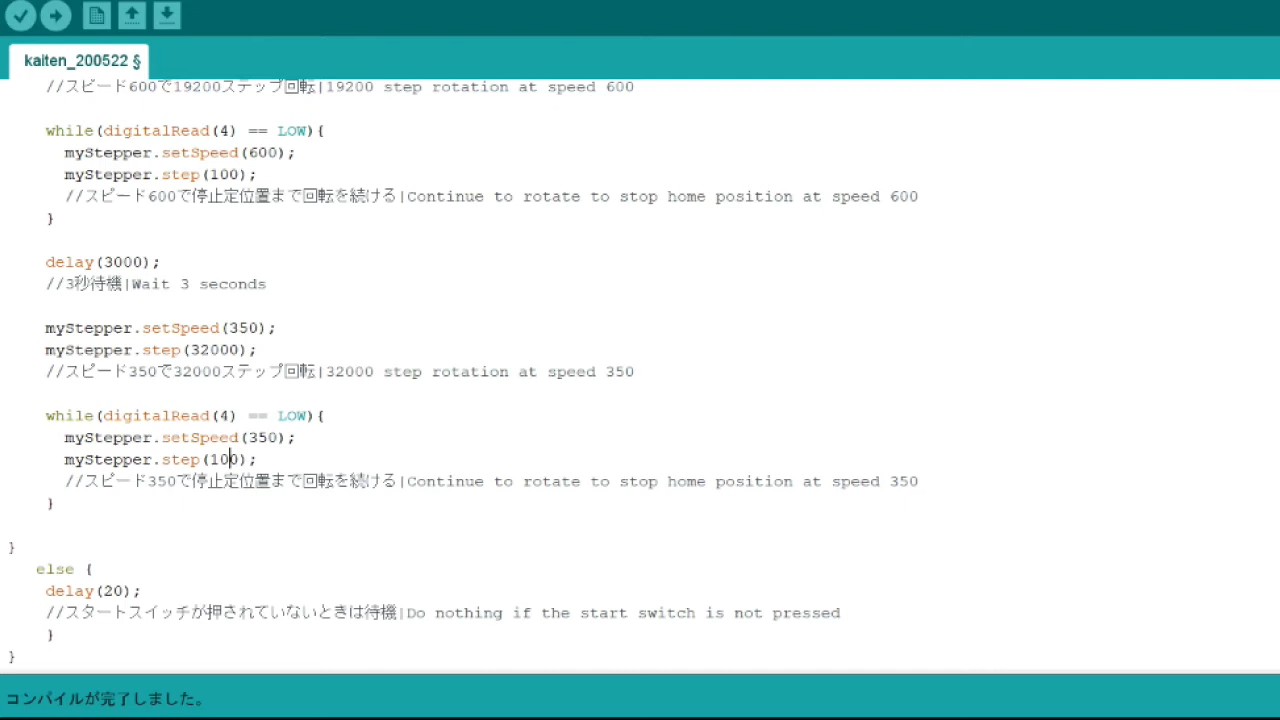 kaiten_200522 §
//スピード600で19200ステップ回転|19200 step rotation at speed 600
while(digitalRead(4) == LOW){
myStepper.setSpeed(600);
myStepper.step(100);
//スピード600で停止定位置まで回転を続ける|Continue to rotate to stop home position at speed 600
}
delay(3000);
//3秒待機|Wait 3 seconds
myStepper.setSpeed(350);
myStepper.step(32000);
//スピード350で32000ステップ回転|32000 step rotation at speed 350
while(digitalRead(4) == LOW){
myStepper.setSpeed(350);
myStepper.step(100);
//スピード350で停止定位置まで回転を続ける|Continue to rotate to stop home position at speed 350
}
}
else {
delay(20);
//スタートスイッチが押されていないときは待機|Do nothing if the start switch is not pressed
}
}
コンパイルが完了しました。